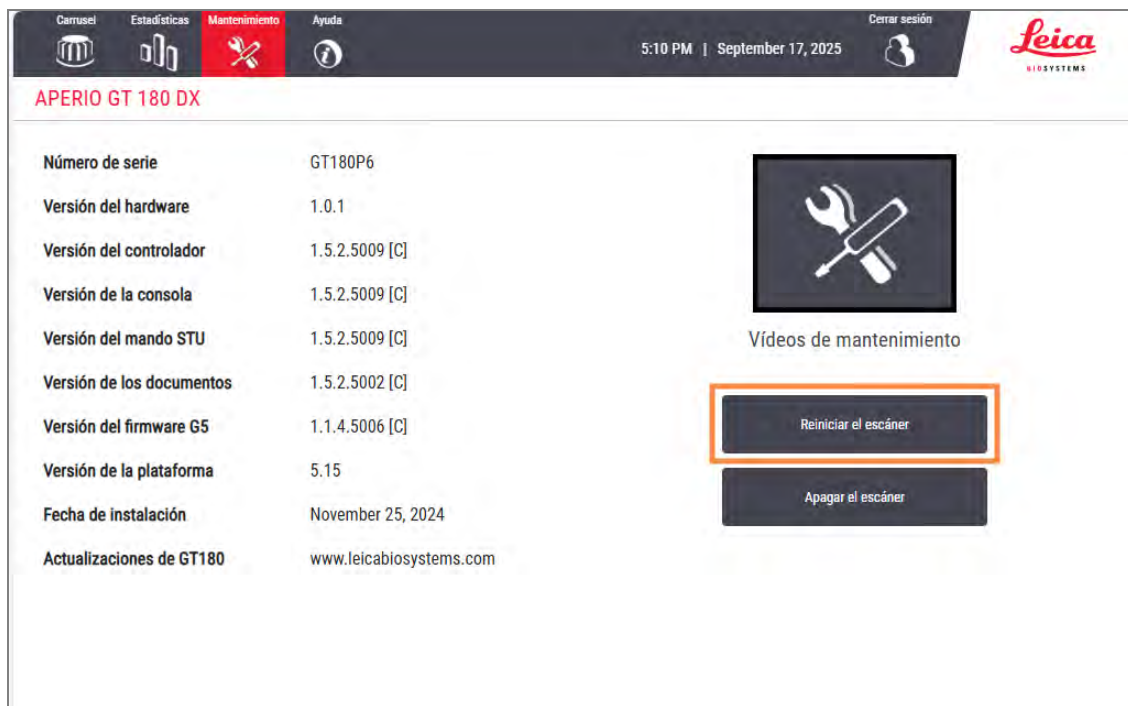 Carrusel
Estadísticas
Mantenimiento
Ayuda
5:10 PM | September 17, 2025
Cerrar sesión
Leica
BIOSYSTEMS
APERIO GT 180 DX
Número de serie GT180P6
Versión del hardware 1.0.1
Versión del controlador 1.5.2.5009 [C]
Versión de la consola 1.5.2.5009 [C]
Versión del mando STU 1.5.2.5009 [C]
Versión de los documentos 1.5.2.5002 [C]
Versión del firmware G5 1.1.4.5006 [C]
Versión de la plataforma 5.15
Fecha de instalación November 25, 2024
Actualizaciones de GT180 www.leicabiosystems.com
Vídeos de mantenimiento
Reiniciar el escáner
Apagar el escáner